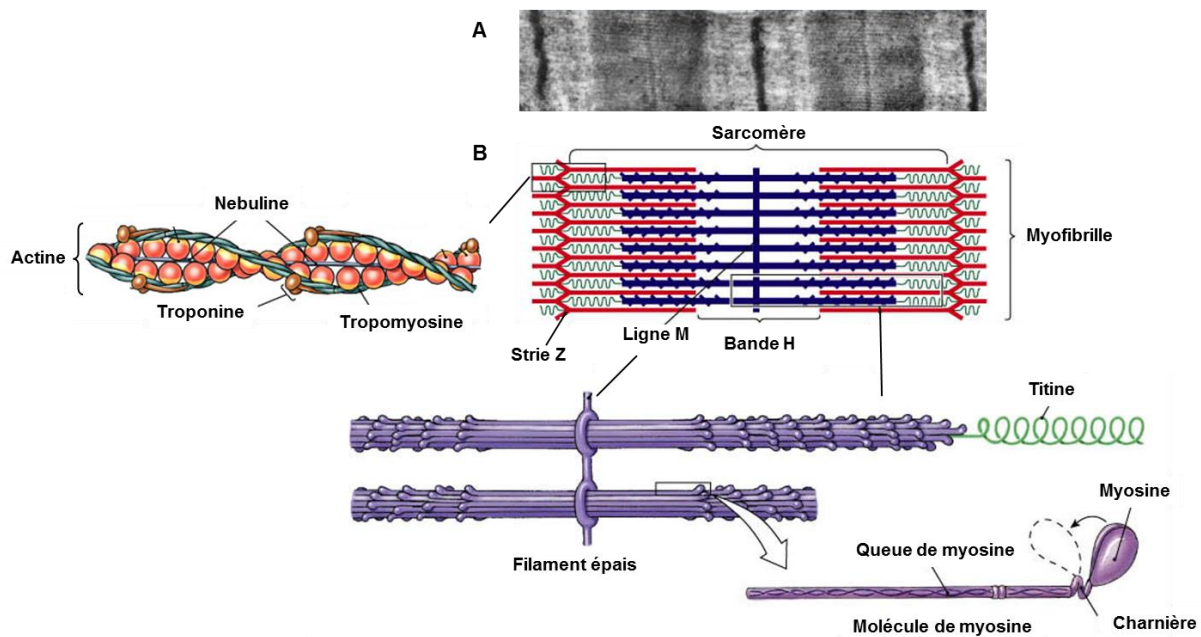 A
Sarcomère
B
Nebuline
Actine
Myofibrille
Troponine
Tropomyosine
Ligne M
Bande H
Strie Z
Titine
Myosine
Queue de myosine
Filament épais
Charnière
Molécule de myosine